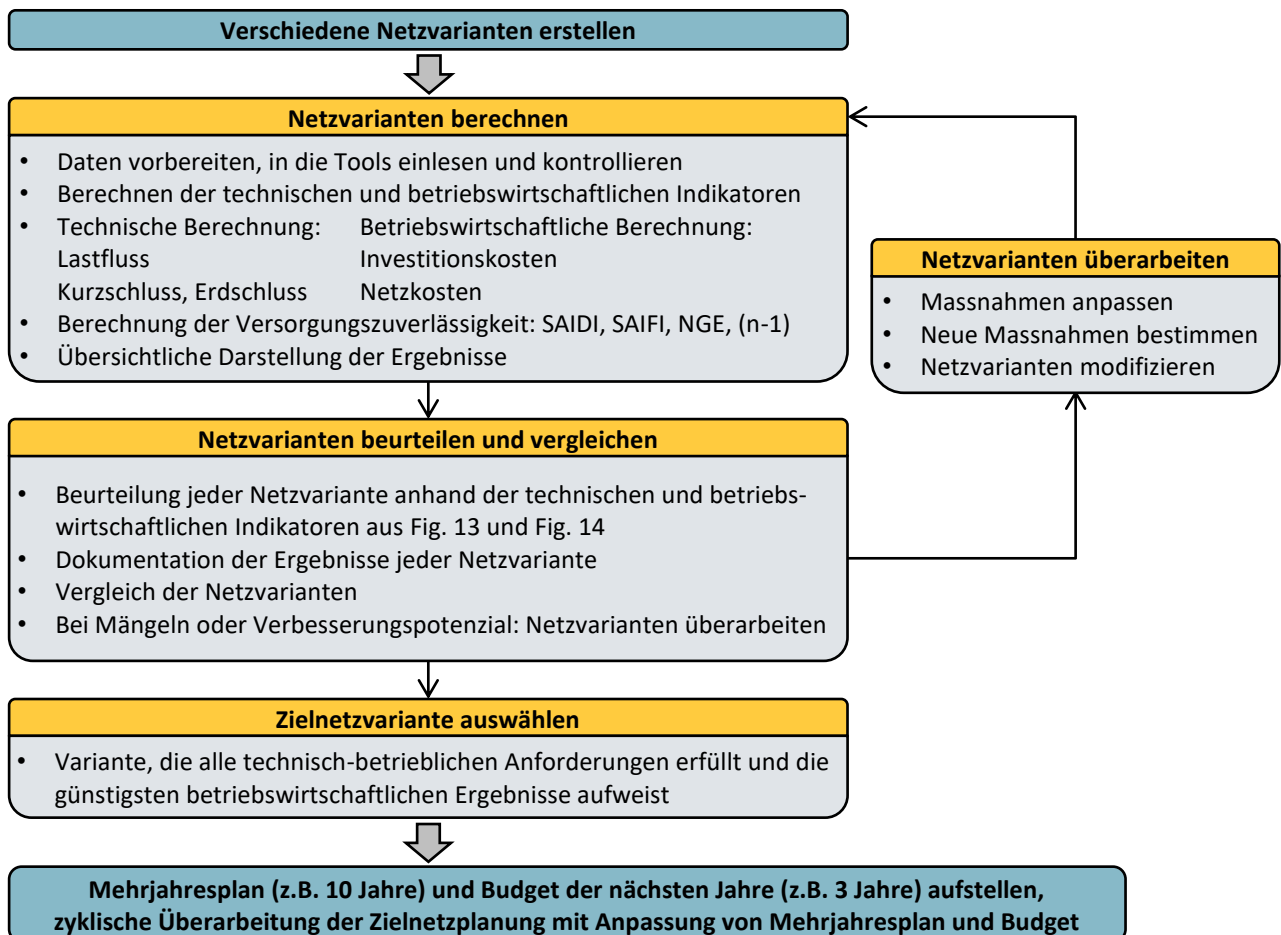 Verschiedene Netzvarianten erstellen
Netzvarianten berechnen
• Daten vorbereiten, in die Tools einlesen und kontrollieren
• Berechnen der technischen und betriebswirtschaftlichen Indikatoren
• Technische Berechnung: Betriebswirtschaftliche Berechnung:
Lastfluss Investitionskosten
Kurzschluss, Erdschluss Netzkosten
• Berechnung der Versorgungszuverlässigkeit: SAIDI, SAIFI, NGE, (n-1)
• Übersichtliche Darstellung der Ergebnisse
Netzvarianten überarbeiten
• Massnahmen anpassen
• Neue Massnahmen bestimmen
• Netzvarianten modifizieren
Netzvarianten beurteilen und vergleichen
• Beurteilung jeder Netzvariante anhand der technischen und betriebs-
wirtschaftlichen Indikatoren aus Fig. 13 und Fig. 14
• Dokumentation der Ergebnisse jeder Netzvariante
• Vergleich der Netzvarianten
• Bei Mängeln oder Verbesserungspotenzial: Netzvarianten überarbeiten
Zielnetzvariante auswählen
• Variante, die alle technisch-betrieblichen Anforderungen erfüllt und die
günstigsten betriebswirtschaftlichen Ergebnisse aufweist
Mehrjahresplan (z.B. 10 Jahre) und Budget der nächsten Jahre (z.B. 3 Jahre) aufstellen,
zyklische Überarbeitung der Zielnetzplanung mit Anpassung von Mehrjahresplan und Budget